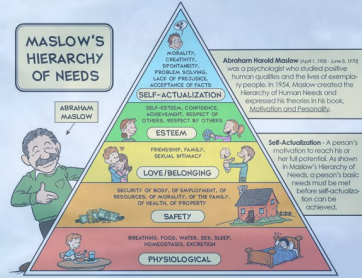 MASLOW'S
HIERARCHY
OF NEEDS
ABRAHAM
MASLOW
MORALITY,
CREATIVITY,
SPONTANEITY,
PROBLEM SOLVING,
LACK OF PREJUDICE,
ACCEPTANCE OF FACTS
SELF-ACTUALIZATION
SELF-ESTEEM, CONFIDENCE,
ACHIEVEMENT, RESPECT OF
OTHERS, RESPECT BY OTHERS
ESTEEM
FRIENDSHIP, FAMILY,
SEXUAL INTIMACY
LOVE/BELONGING
SECURITY OF BODY, OF EMPLOYMENT, OF
RESOURCES, OF MORALITY, OF THE FAMILY,
OF HEALTH, OF PROPERTY
SAFETY
BREATHING, FOOD, WATER, SEX, SLEEP,
HOMEOSTASIS, EXCRETION
PHYSIOLOGICAL
Abraham Harold Maslow (April 1, 1908 - June 8, 1970)
was a psychologist who studied positive
human qualities and the lives of exempla-
ry people. In 1954, Maslow created the
Hierarchy of Human Needs and
expressed his theories in his book,
Motivation and Personality.
Self-Actualization - A person's
motivation to reach his or
her full potential. As shown
in Maslow's Hierarchy of
Needs, a person's basic
needs must be met
before self-actualiza-
tion can be
achieved.